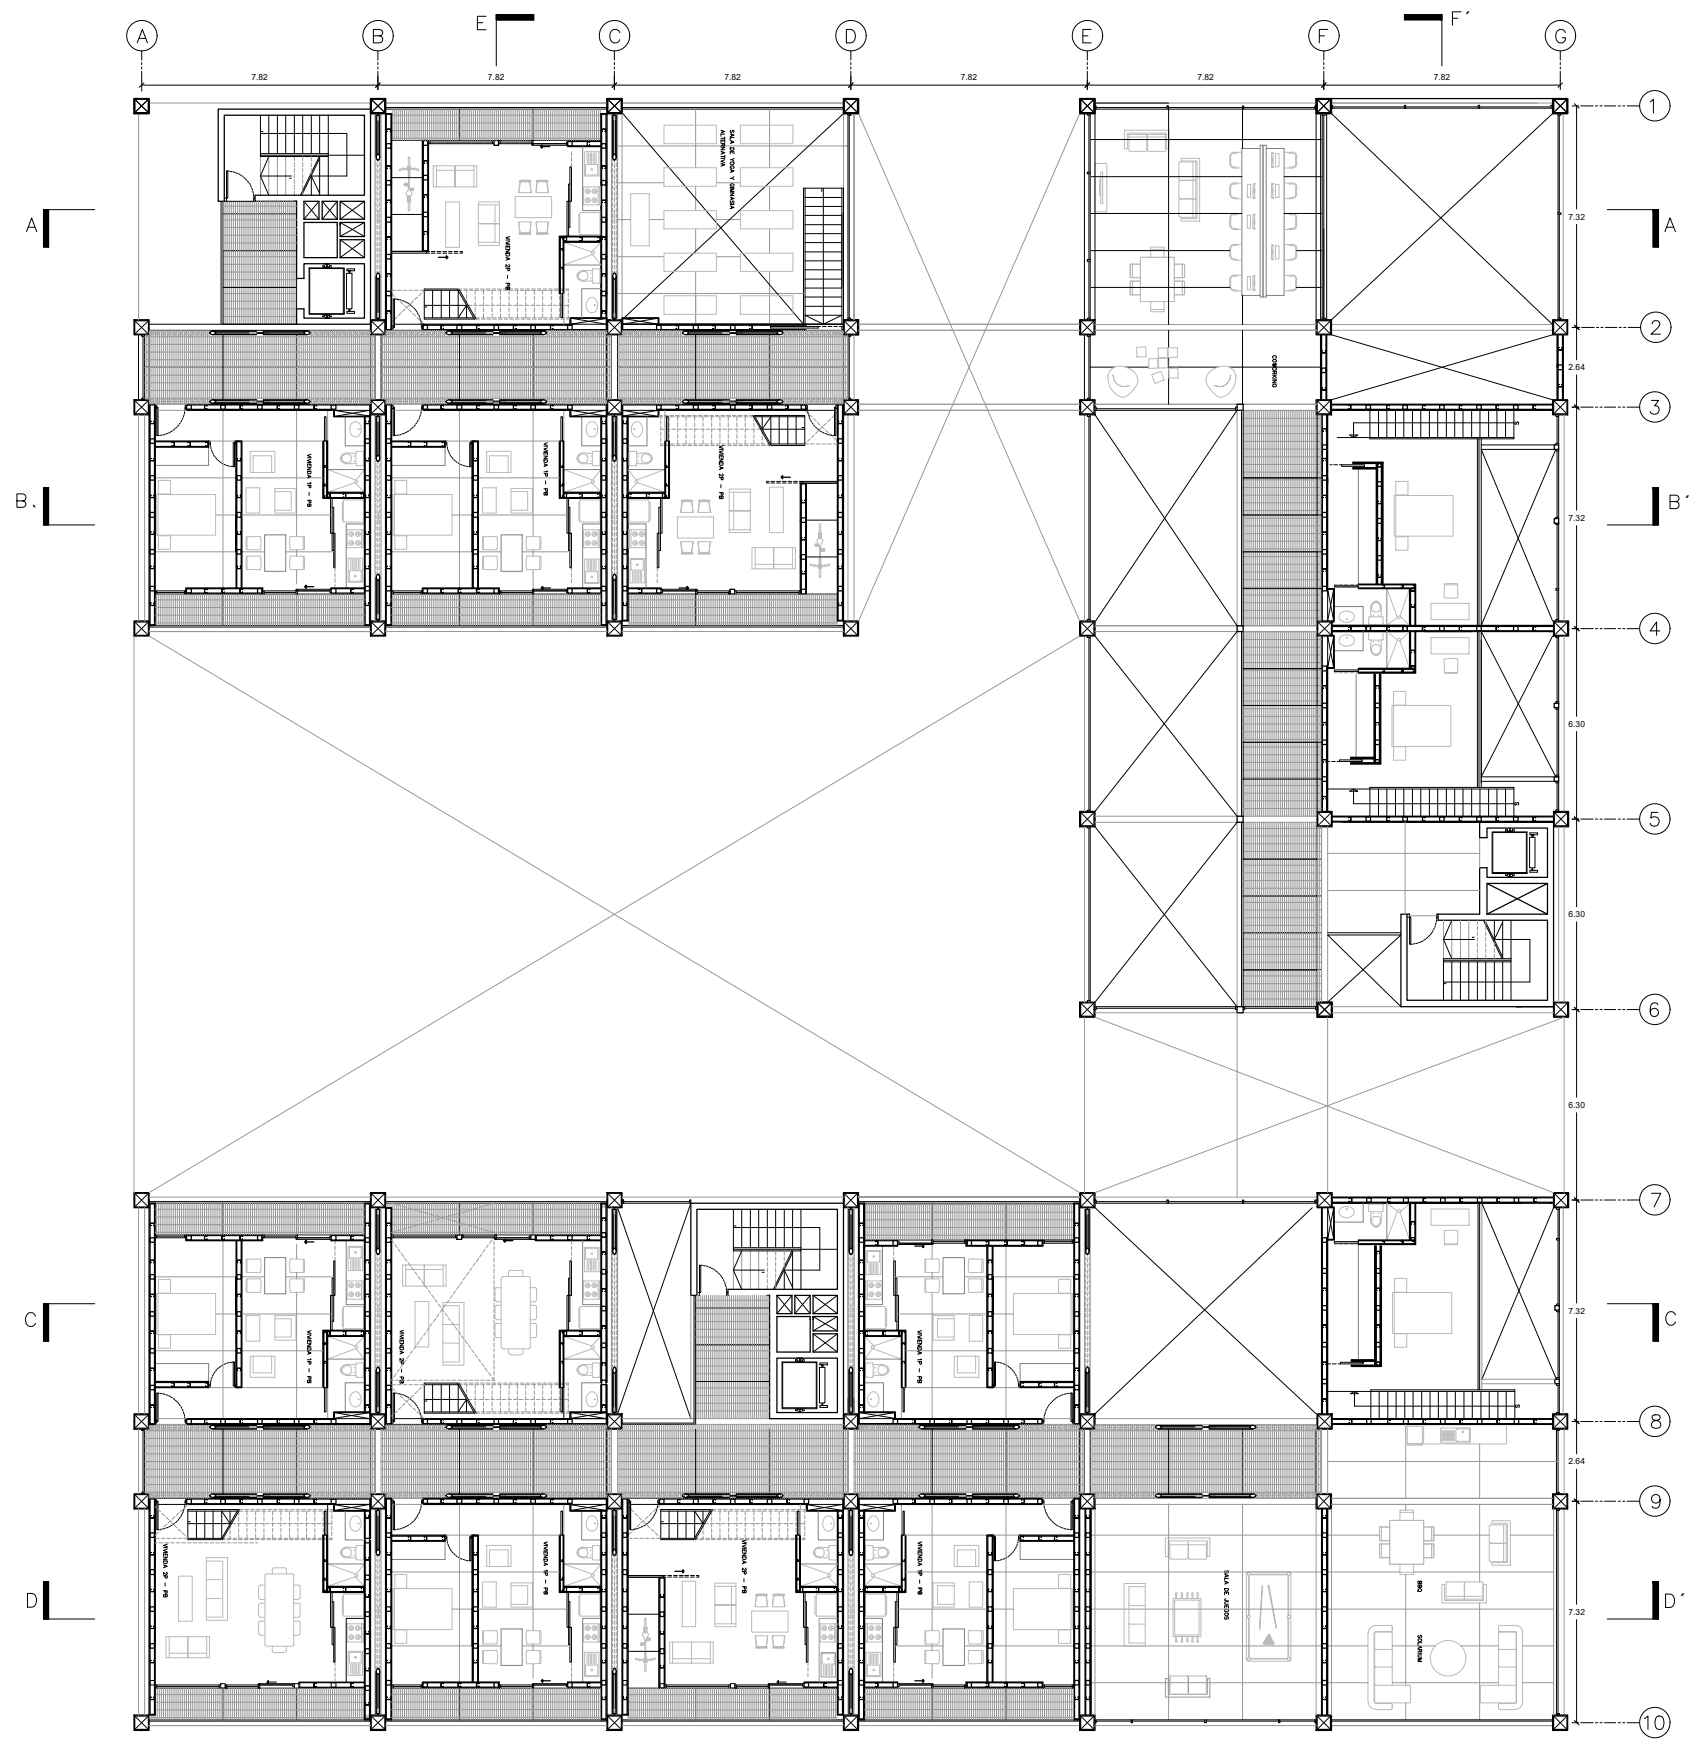 E
F´
A
B
C
D
E
F
G
7.82
7.82
7.82
7.82
7.82
7.82
1
SALA DE YOGA Y GIMNASIA
ALTERNATIVA
A
A
7.32
VIVIENDA 2P - PB
2
COWORKING
2.64
3
VIVIENDA 1P - PB
VIVIENDA 1P - PB
VIVIENDA 2P - PB
S
B
B´
7.32
4
6.30
S
5
6.30
6
6.30
7
C
C
7.32
VIVIENDA 1P - PB
VIVIENDA 2P - PB
VIVIENDA 1P - PB
S
8
2.64
9
VIVIENDA 2P - PB
VIVIENDA 1P - PB
VIVIENDA 2P - PB
VIVIENDA 1P - PB
SALA DE JUEGOS
BBQ
D
D´
7.32
SOLARIUM
10